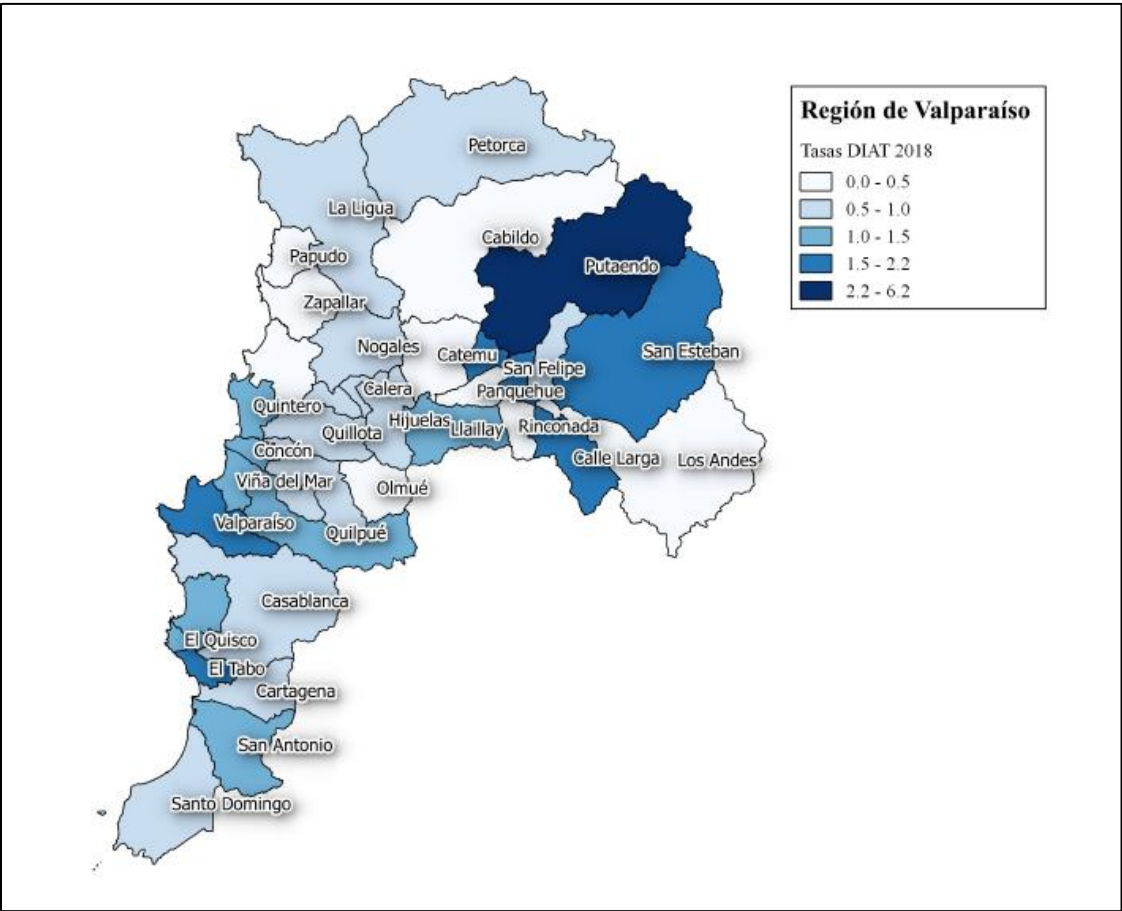 Región de Valparaíso
Tasas DIAT 2018
0.0 - 0.5
0.5 - 1.0
1.0 - 1.5
1.5 - 2.2
2.2 - 6.2
Petorca
La Ligua
Cabildo
Papudo
Putaendo
Zapallar
Nogales
Catemu
San Esteban
San Felipe
Calera
Panquehue
Quintero
Hijuelas
Llaillay
Rinconada
Quillota
Concón
Calle Larga
Los Andes
Viña del Mar
Olmué
Valparaíso
Quilpué
Casablanca
El Quisco
El Tabo
Cartagena
San Antonio
Santo Domingo